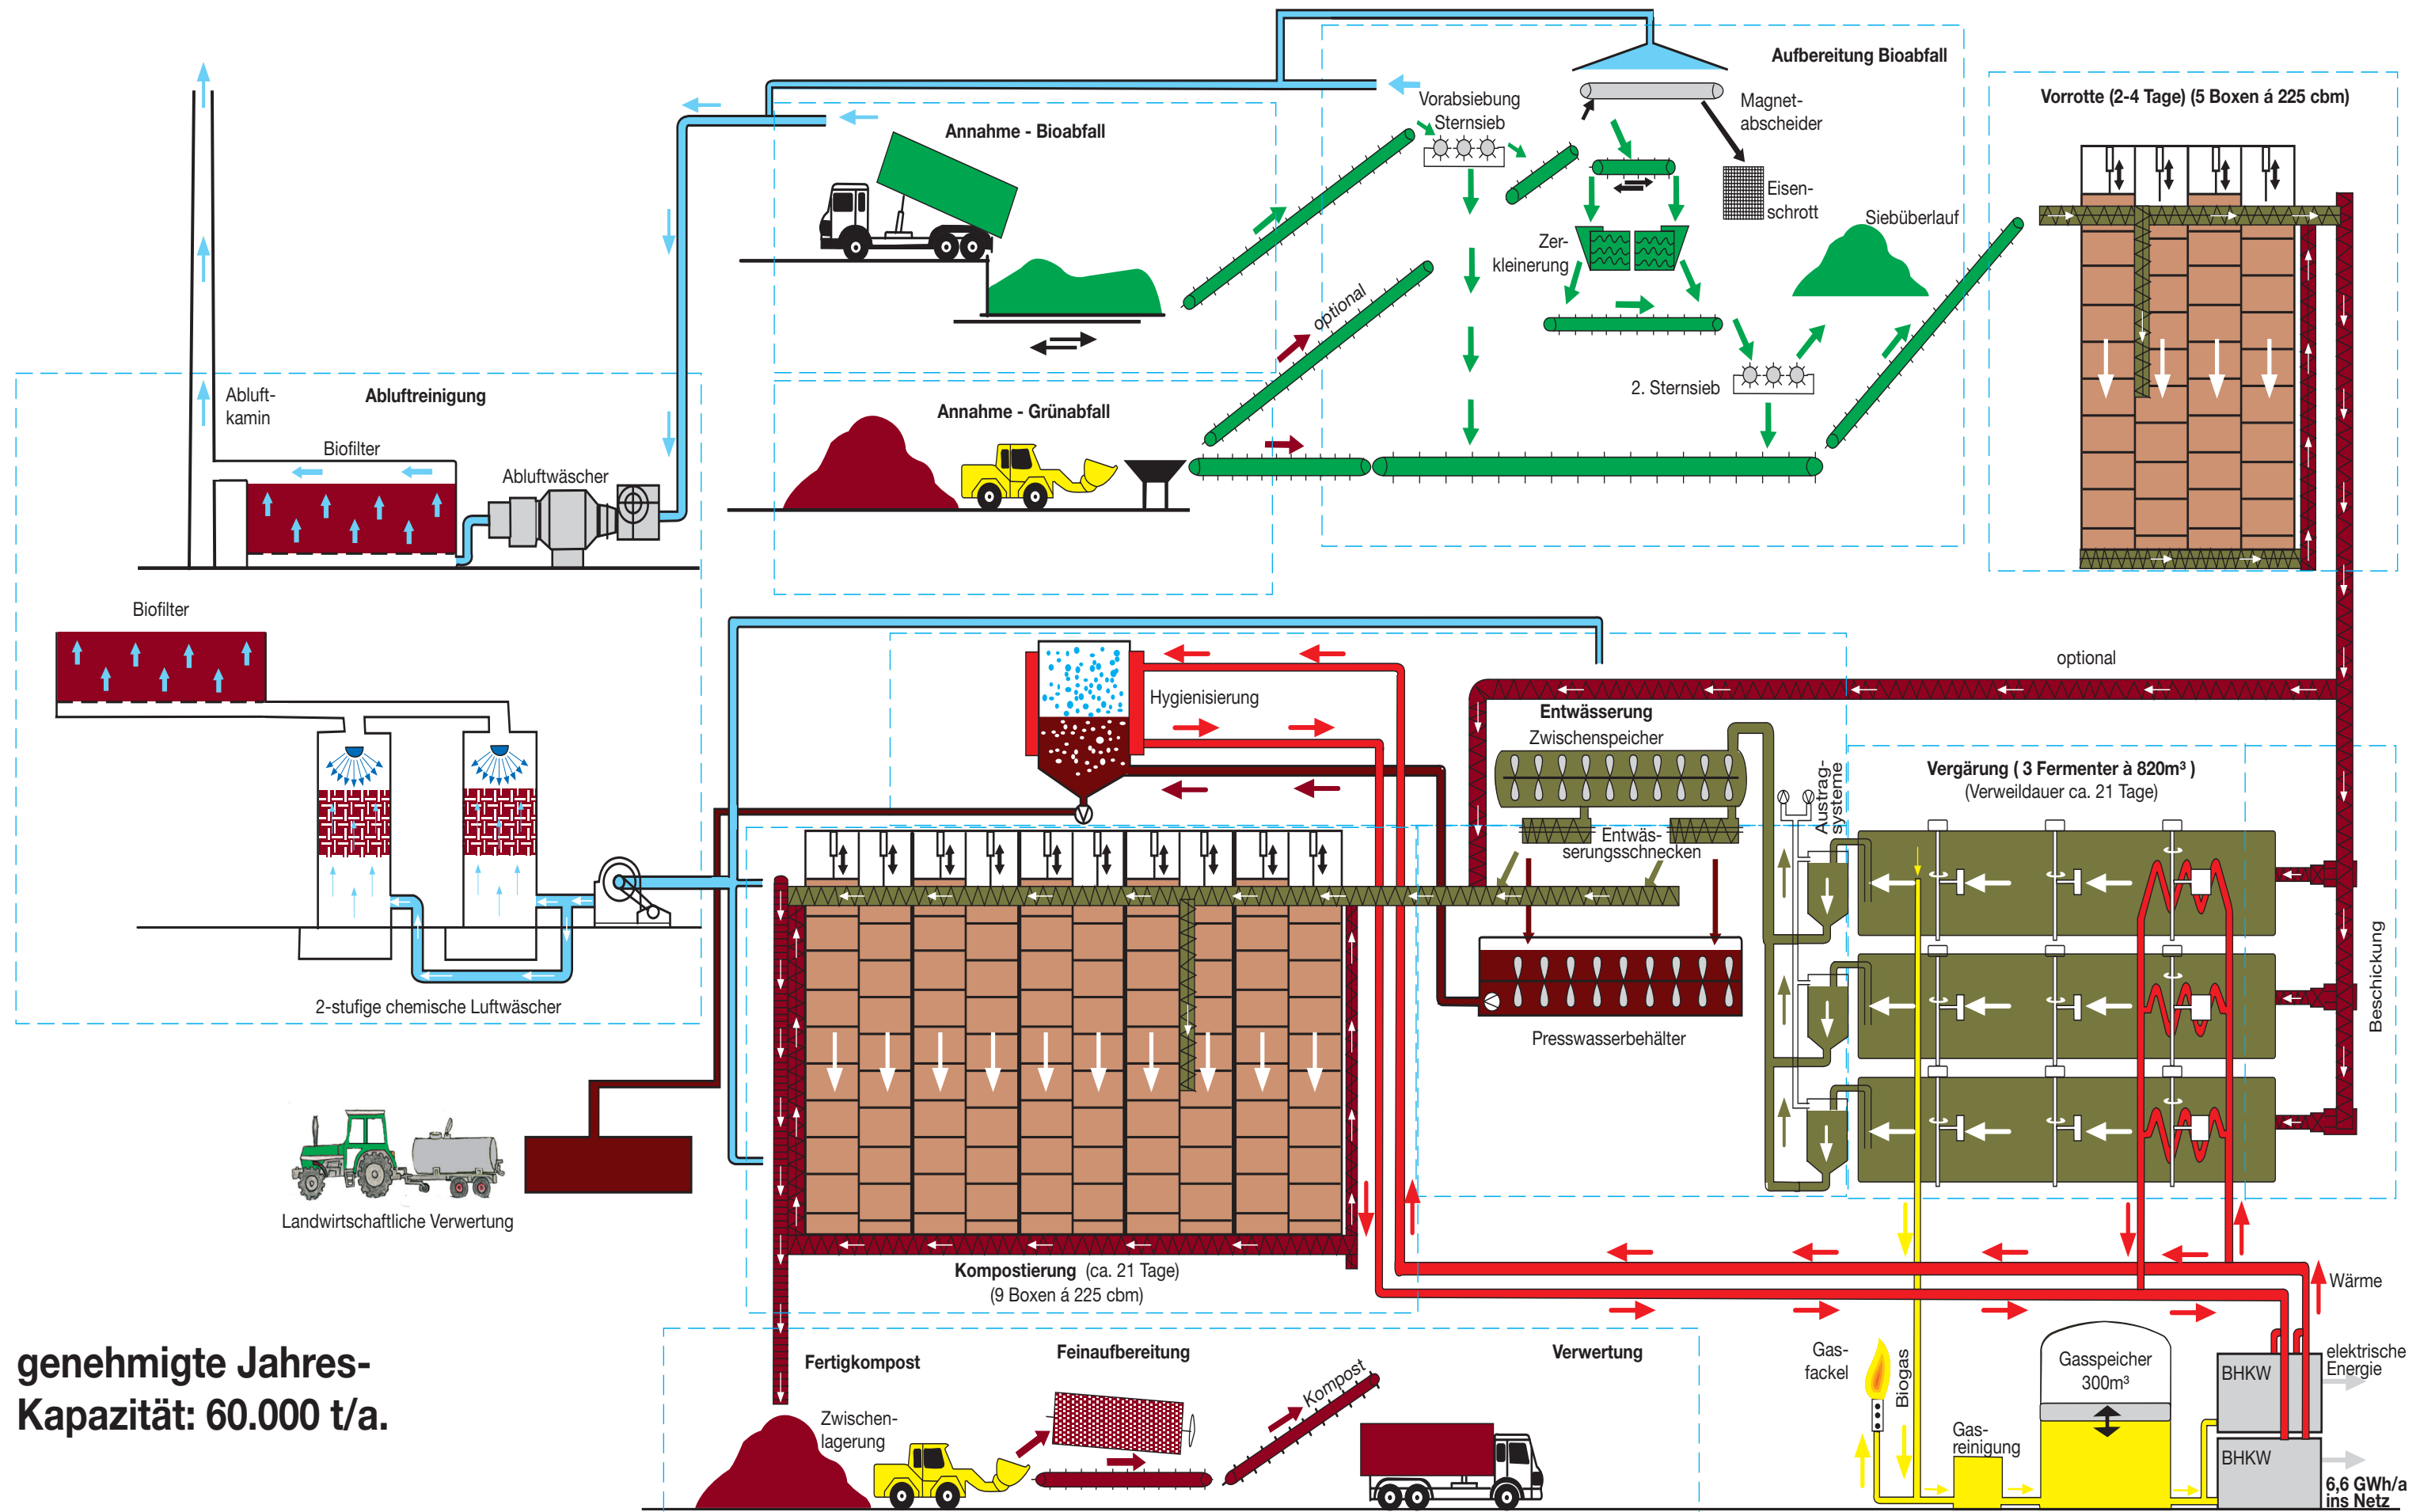 Aufbereitung Bioabfall
Vorrotte (2-4 Tage) (5 Boxen á 225 cbm)
Annahme - Bioabfall
Vorabsiebung
Sternsieb
Magnet-
abscheider
Eisen-
schrott
Siebüberlauf
Zer-
kleinerung
optional
2. Sternsieb
Abluft-
kamin
Abluftreinigung
Biofilter
Abluftwäscher
Annahme - Grünabfall
Biofilter
optional
Hygienisierung
Entwässerung
Zwischenspeicher
Austrag-
systeme
Vergärung ( 3 Fermenter à 820m³ )
(Verweildauer ca. 21 Tage)
Entwäs-
serungsschnecken
Beschickung
2-stufige chemische Luftwäscher
Presswasserbehälter
Landwirtschaftliche Verwertung
Kompostierung (ca. 21 Tage)
(9 Boxen á 225 cbm)
Wärme
genehmigte Jahres-
Kapazität: 60.000 t/a.
Fertigkompost
Feinaufbereitung
Verwertung
Zwischen-
lagerung
Kompost
Gas-
fackel
Biogas
Gas-
reinigung
Gasspeicher
300m³
BHKW
elektrische
Energie
BHKW
6,6 GWh/a
ins Netz